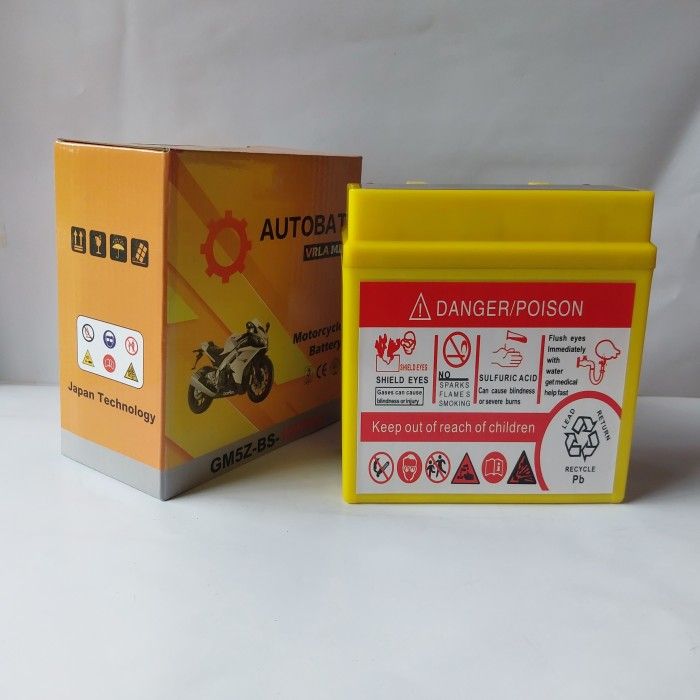 AUTOBAT
VRLA M
Motorcycle
Battery
CE
Japan Technology
GM5Z-BS-
DANGER/POISON
SHIELD EYES
SHIELD EYES
Gases can cause
blindness or injury
NO
SPARKS
FLAMES
SMOKING
SULFURIC ACID
Can cause blindness
or severe burns
Flush eyes
Immediately
with
water
get medical
help fast
Keep out of reach of children
LEAD RETURN
RECYCLE
Pb